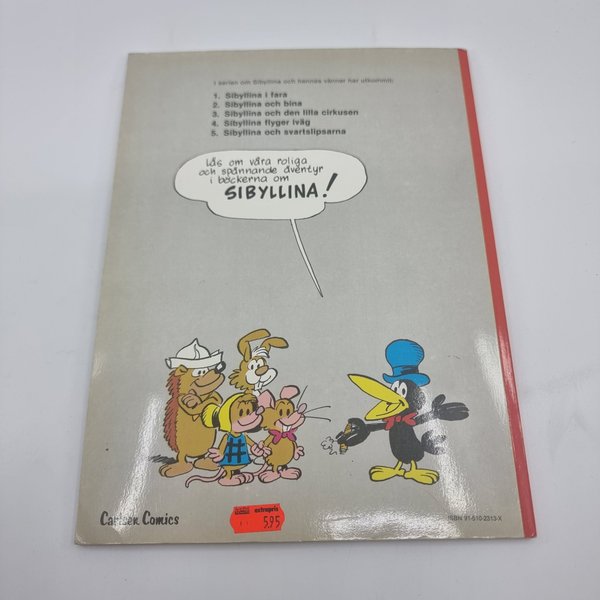 I serien om Sibyllina och hennes vänner har utkommit:
1. Sibyllina i fara
2. Sibyllina och bina
3. Sibyllina och den lilla cirkusen
4. Sibyllina flyger iväg
5. Sibyllina och svartslipsarna
Läs om våra roliga
och spännande äventyr
i böckerna om
SIBYLLINA!
Carlsen Comics
extrapris
5.95
ISBN 91-510-2313-X